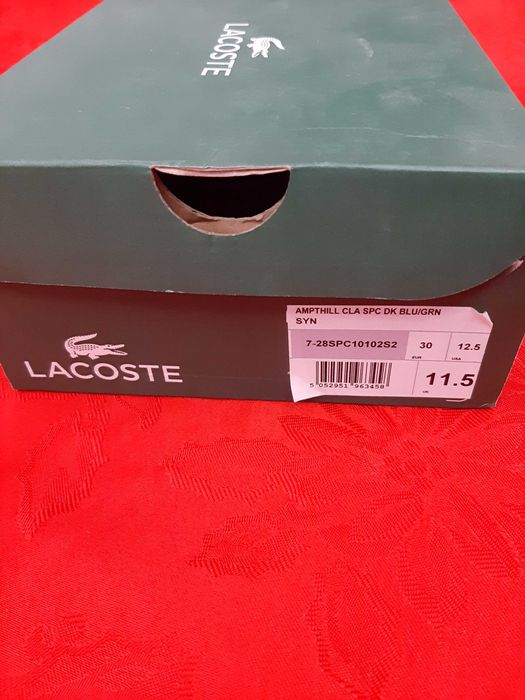 LACOSTE
LACOSTE
AMPTHILL CLA SPC DK BLU/GRN
SYN
7-28SPC10102S2
30
EUR
12.5
USA
5 052951 963458
11.5
UK